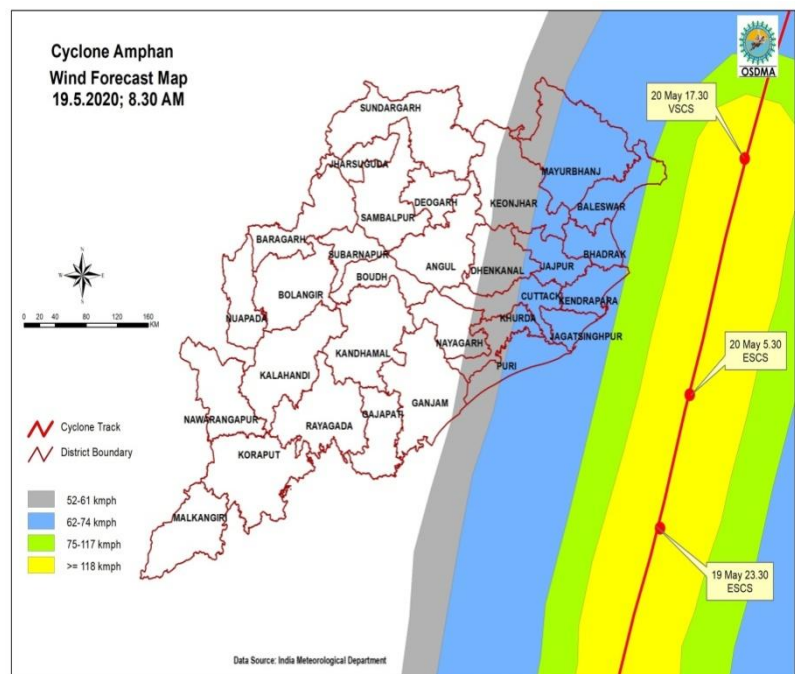 Cyclone Amphan
Wind Forecast Map
19.5.2020; 8.30 AM
OSDMA
20 May 17.30
VSCS
SUNDARGARH
JHARSUGUDA
MAYURBHANJ
DEOGARH
KEONJHAR
SAMBALPUR
BALESWAR
BARAGARH
SUBARNAPUR
BHADRAK
ANGUL
DHENKANAL
JAJPUR
BOUDH
BOLANGIR
CUTTACK
KENDRAPARA
NUAPADA
KHURDA
JAGATSINGHPUR
NAYAGARH
KANDHAMAL
PURI
KALAHANDI
GANJAM
NAWARANGAPUR
RAYAGADA
GAJAPATI
KORAPUT
MALKANGIRI
N
W
E
S
0 20 40 80 120 160
KM
20 May 5.30
ESCS
Cyclone Track
District Boundary
52-61 kmph
62-74 kmph
75-117 kmph
>= 118 kmph
19 May 23.30
ESCS
Data Source: India Meteorological Department